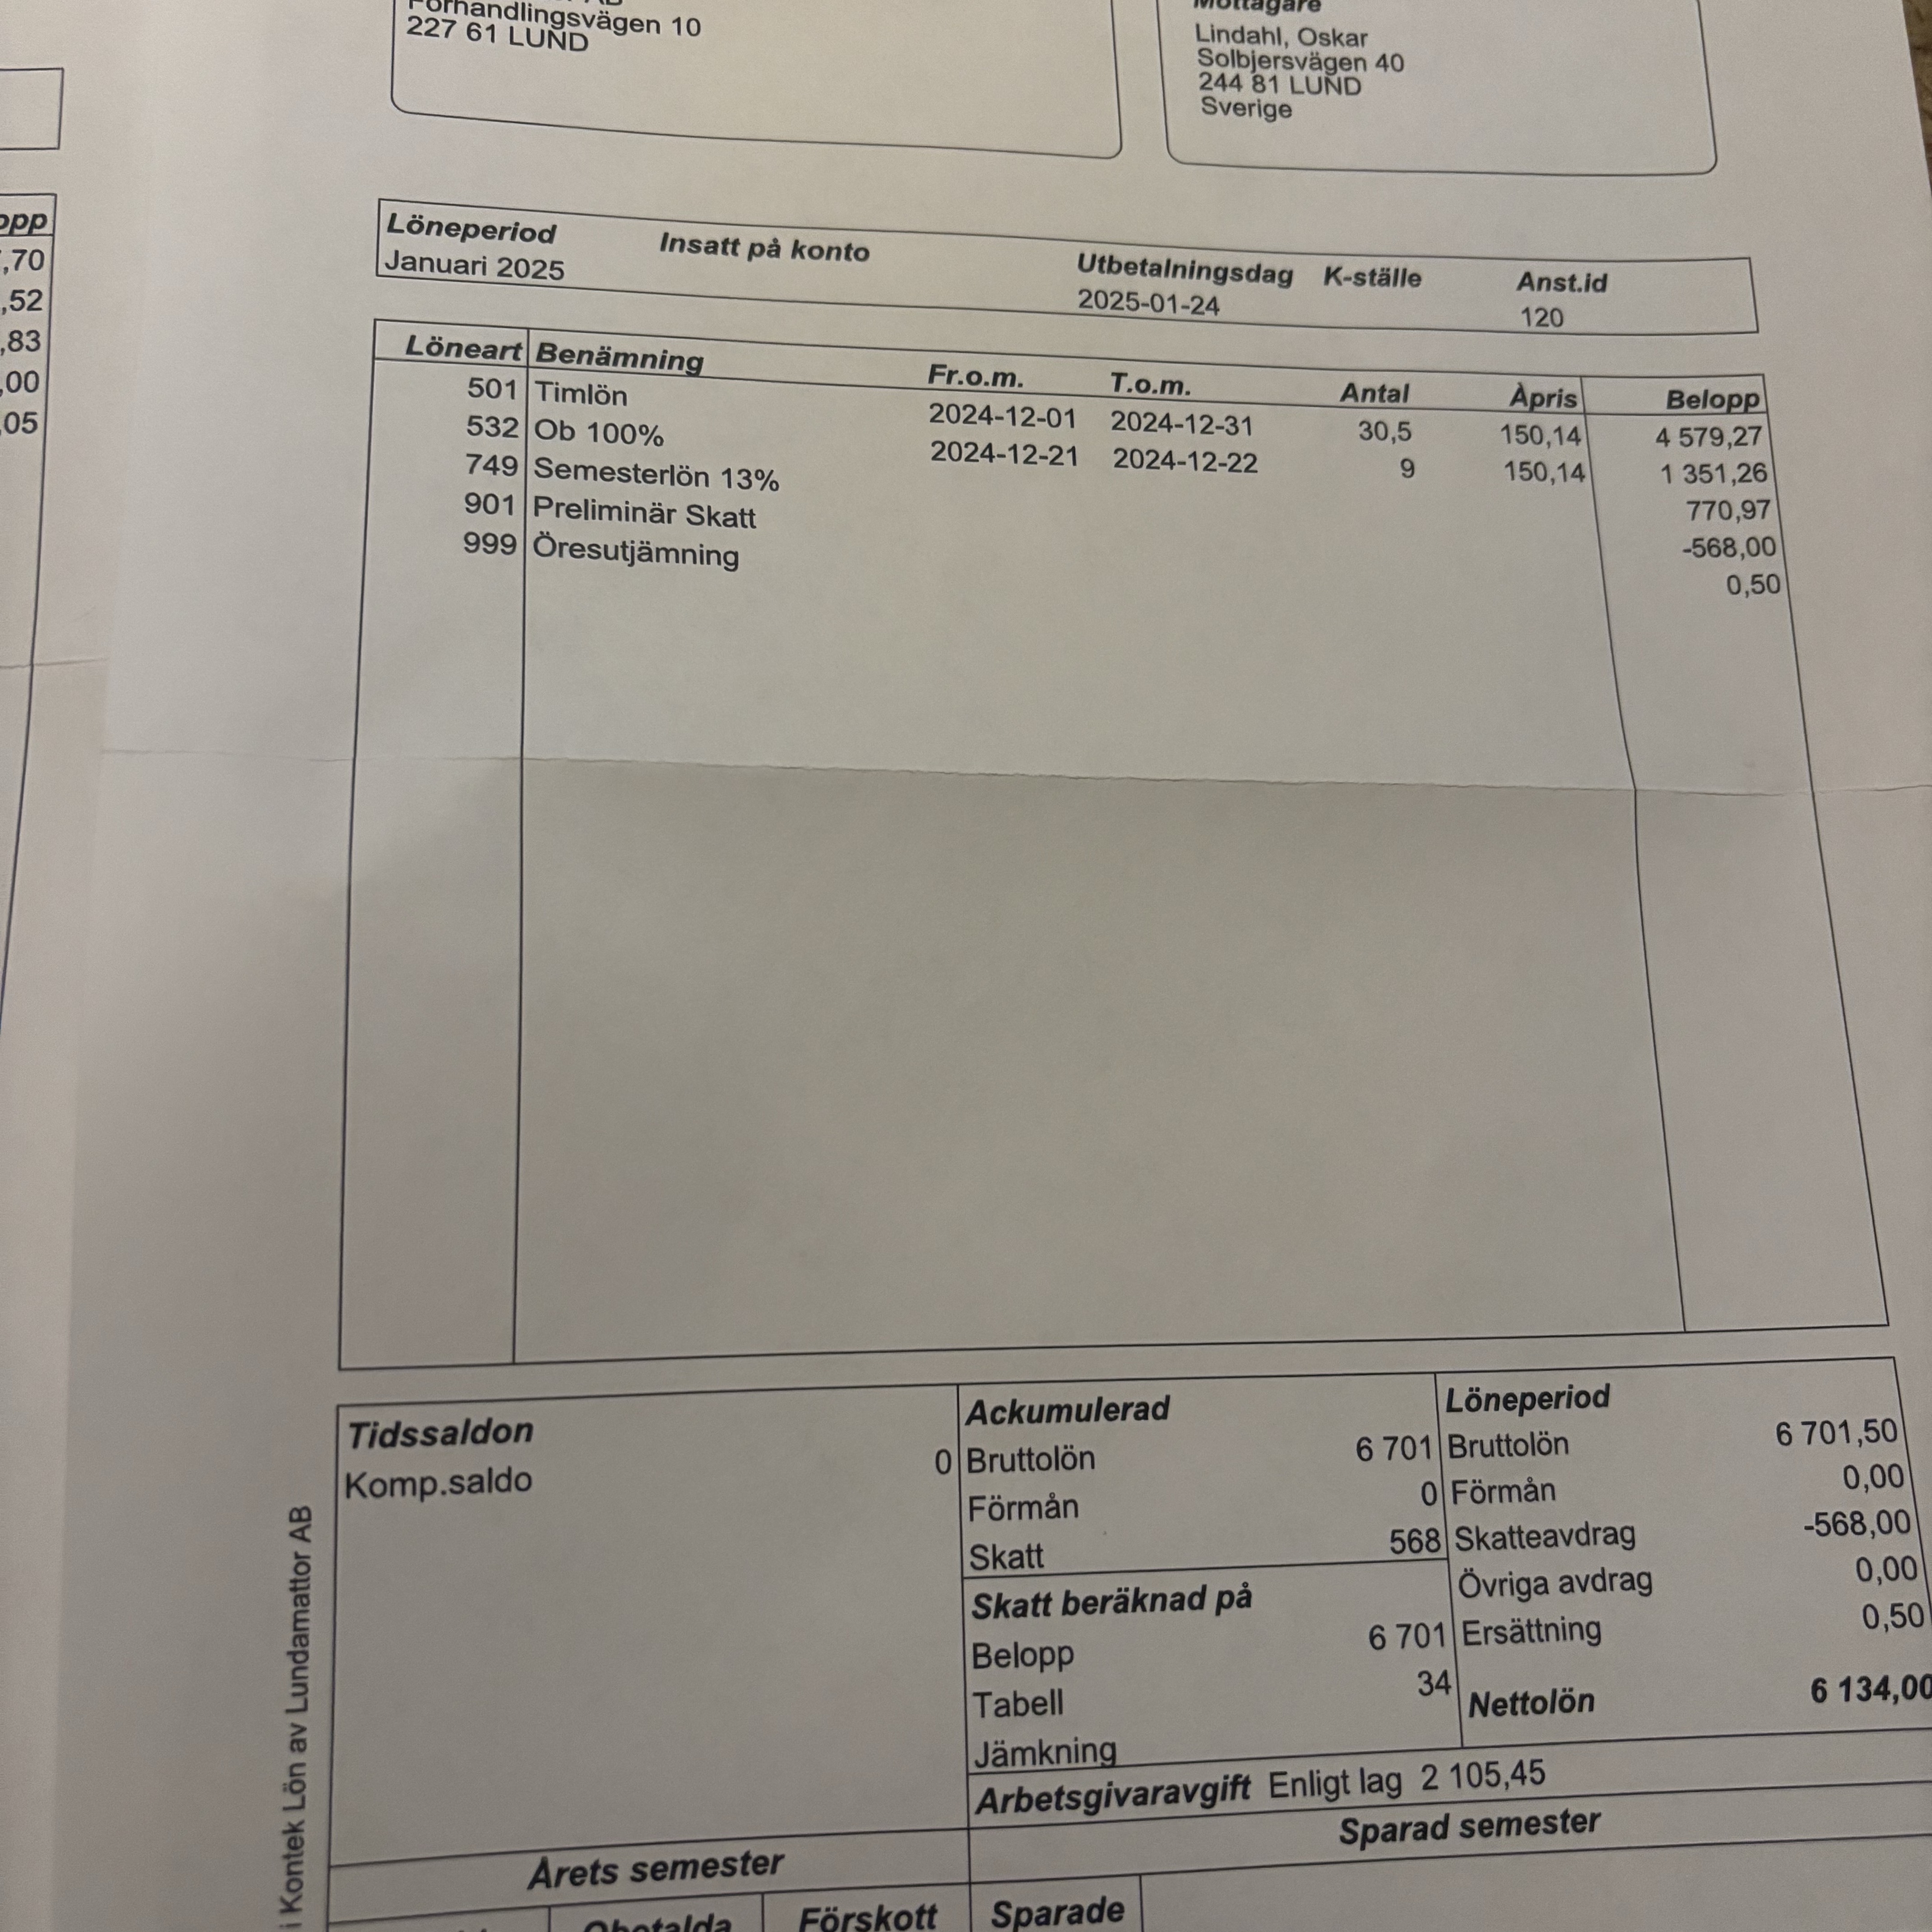 Förhandlingsvägen 10
227 61 LUND
Mottagare
Lindahl, Oskar
Solbjersvägen 40
244 81 LUND
Sverige
opp
,70
,52
,83
,00
,05
Löneperiod Insatt på konto Utbetalningsdag K-ställe Anst.id
Januari 2025 2025-01-24 120
Löneart Benämning Fr.o.m. T.o.m. Antal Àpris Belopp
501 Timlön 2024-12-01 2024-12-31 30,5 150,14 4 579,27
532 Ob 100% 2024-12-21 2024-12-22 9 150,14 1 351,26
749 Semesterlön 13% 770,97
901 Preliminär Skatt -568,00
999 Öresutjämning 0,50
Tidssaldon
Komp.saldo 0
Ackumulerad
Bruttolön 6 701
Förmån 0
Skatt 568
Skatt beräknad på
Belopp 6 701
Tabell 34
Jämkning
Löneperiod
Bruttolön 6 701,50
Förmån 0,00
Skatteavdrag -568,00
Övriga avdrag 0,00
Ersättning 0,50
Nettolön 6 134,00
Arbetsgivaravgift Enligt lag 2 105,45
Årets semester Sparad semester
Obetalda Förskott Sparade
i Kontek Lön av Lundamattor AB